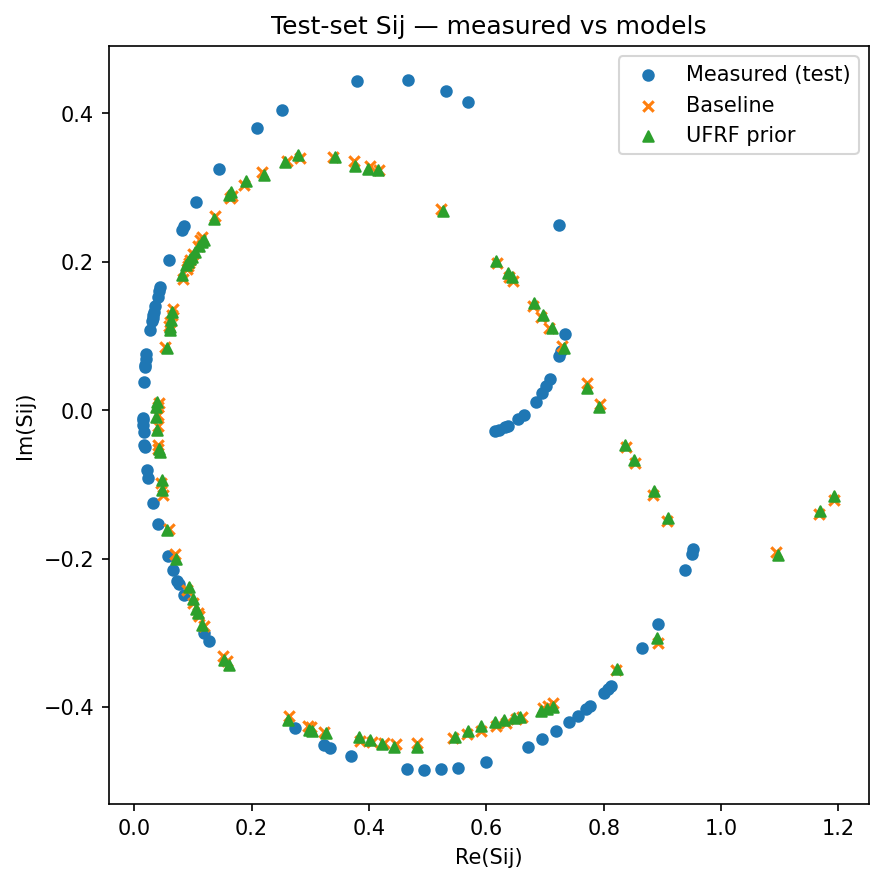 Test-set Sij — measured vs models
Measured (test)
Baseline
UFRF prior
0.4
0.2
0.0
−0.2
−0.4
Im(Sij)
0.0 0.2 0.4 0.6 0.8 1.0 1.2
Re(Sij)